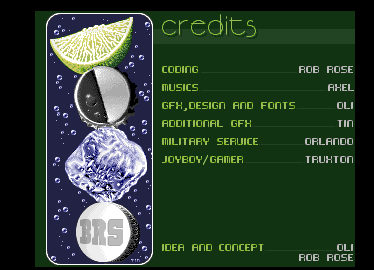 credits
CODING ROB ROSE
MUSICS AXEL
GFX,DESIGN AND FONTS OLI
ADDITIONAL GFX TIN
MILITARY SERVICE ORLANDO
JOYBOY/GAMER TRUXTON
IDEA AND CONCEPT OLI
ROB ROSE
BRS
TIN